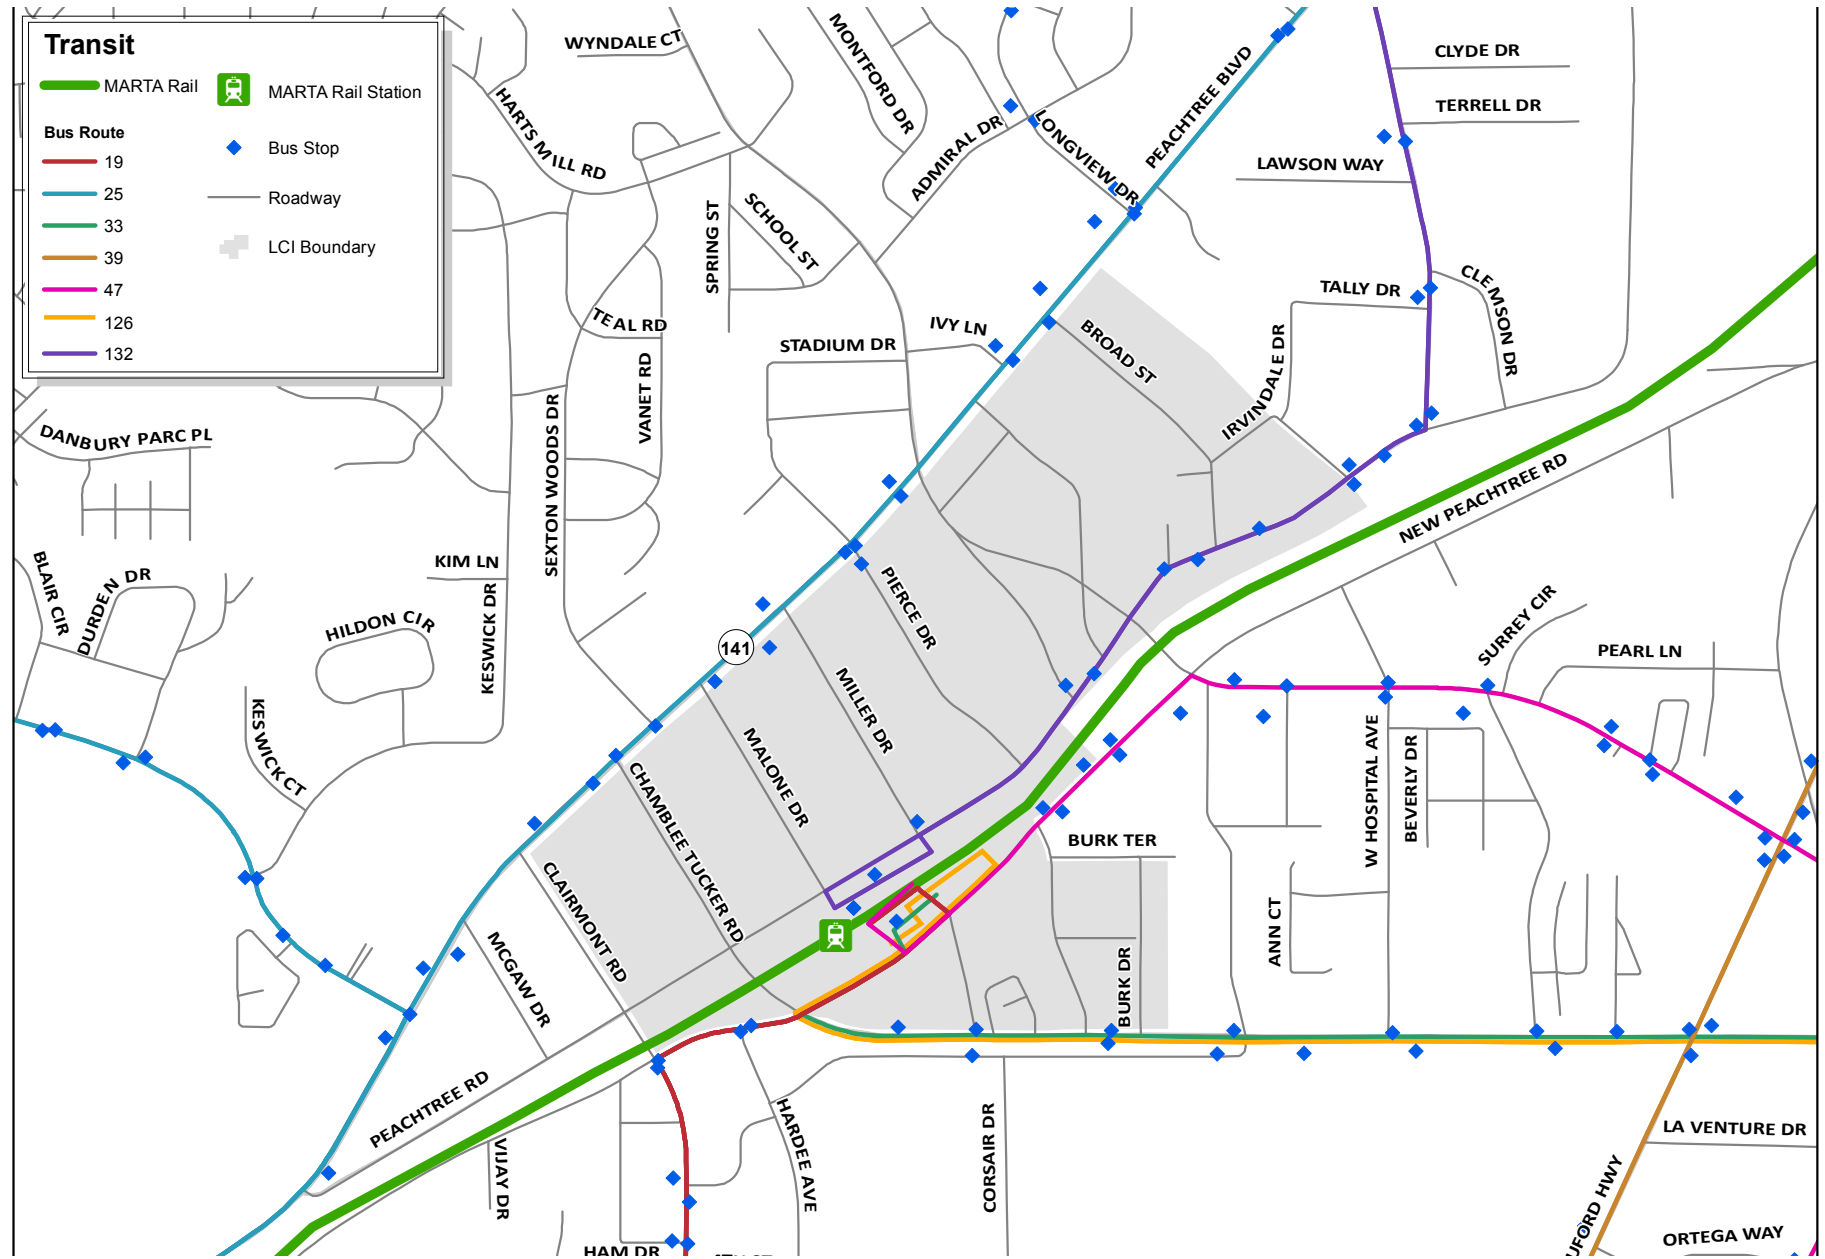 Transit
MARTA Rail
MARTA Rail Station
Bus Route
19
25
33
39
47
126
132
Bus Stop
Roadway
LCI Boundary
WYNDALE CT
MONTFORD DR
HARTS MILL RD
ADMIRAL DR
LONGVIEW DR
PEACHTREE BLVD
CLYDE DR
TERRELL DR
LAWSON WAY
SPRING ST
SCHOOL ST
TALLY DR
CLEMSON DR
TEAL RD
IVY LN
STADIUM DR
BROAD ST
IRVINDALE DR
VANET RD
SEXTON WOODS DR
DANBURY PARC PL
NEW PEACHTREE RD
BLAIR CIR
DURDEN DR
KIM LN
KESWICK DR
HILDON CIR
PIERCE DR
SURREY CIR
PEARL LN
141
MILLER DR
MALONE DR
KESWICK CT
CHAMBLEE TUCKER RD
W HOSPITAL AVE
BEVERLY DR
BURK TER
CLAIRMONT RD
MCGAW DR
ANN CT
BURK DR
PEACHTREE RD
HARDEE AVE
CORSAIR DR
VIJAY DR
LA VENTURE DR
UFORD HWY
ORTEGA WAY
HAM DR